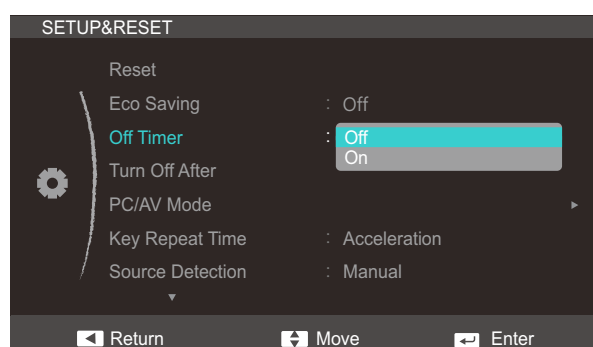 SETUP&RESET
Reset
Eco Saving : Off
Off Timer : Off
On
Turn Off After
PC/AV Mode
Key Repeat Time : Acceleration
Source Detection : Manual
Return Move Enter